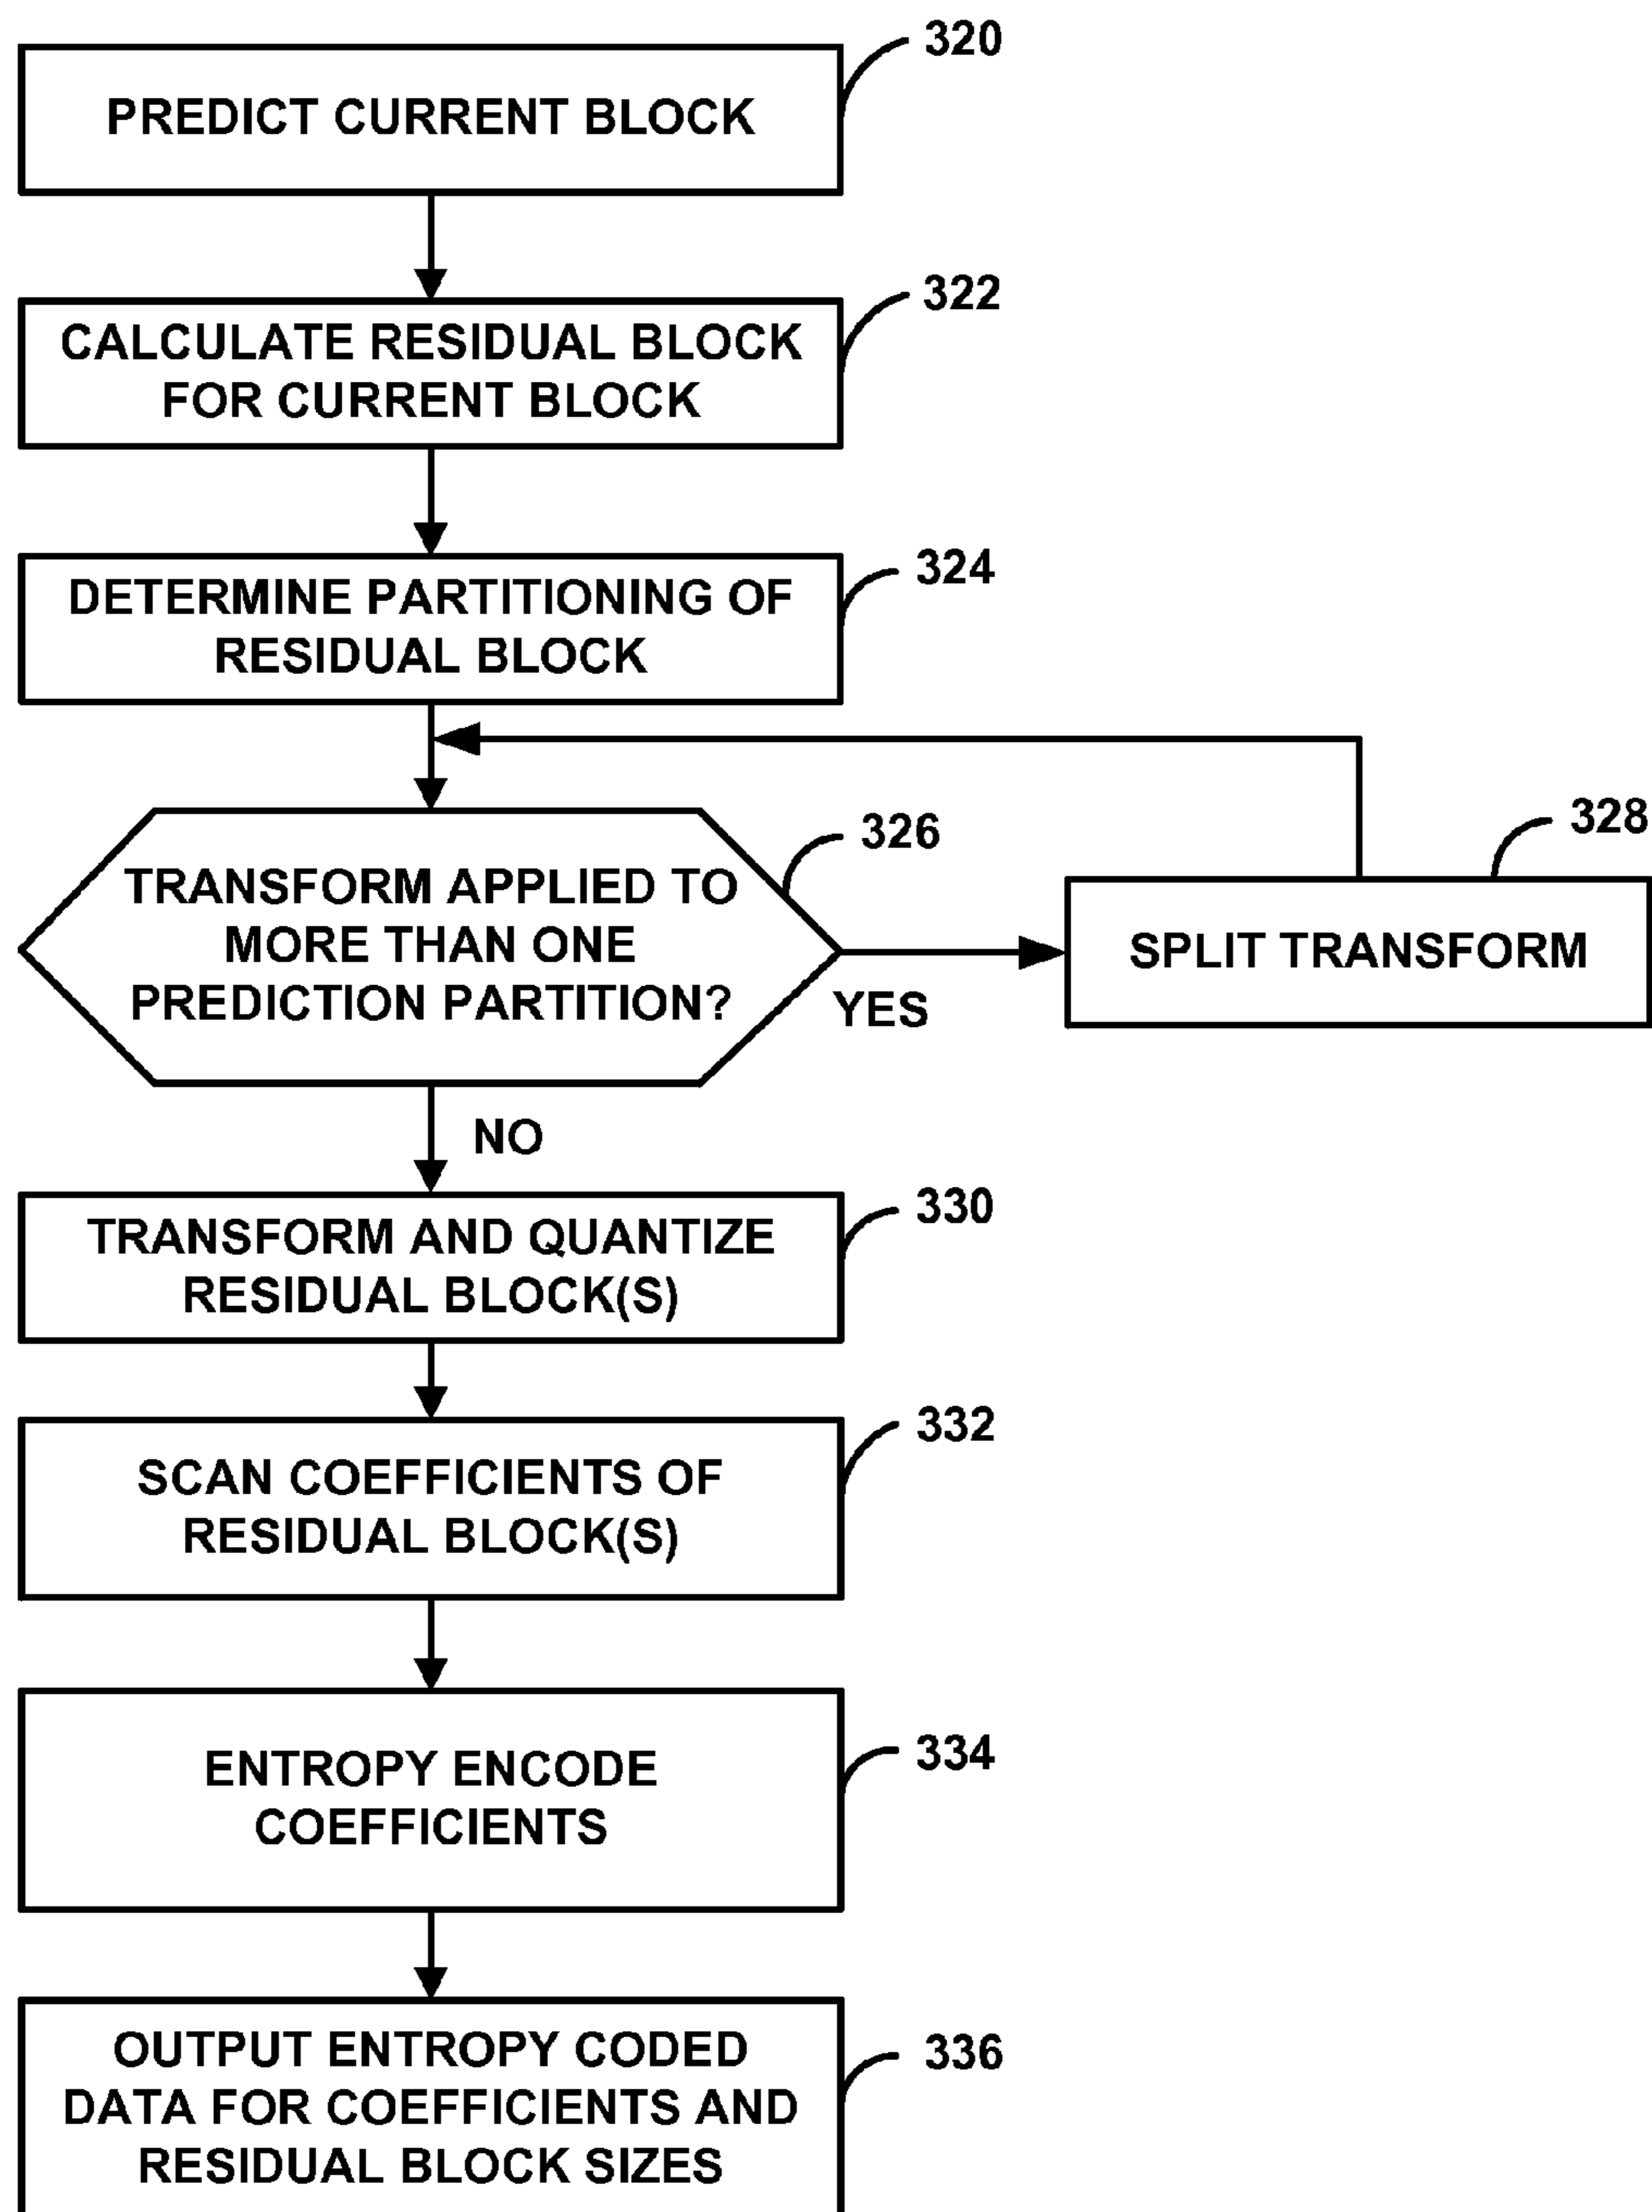 320
PREDICT CURRENT BLOCK
322
CALCULATE RESIDUAL BLOCK
FOR CURRENT BLOCK
324
DETERMINE PARTITIONING OF
RESIDUAL BLOCK
326
TRANSFORM APPLIED TO
MORE THAN ONE
PREDICTION PARTITION?
YES
328
SPLIT TRANSFORM
NO
330
TRANSFORM AND QUANTIZE
RESIDUAL BLOCK(S)
332
SCAN COEFFICIENTS OF
RESIDUAL BLOCK(S)
334
ENTROPY ENCODE
COEFFICIENTS
336
OUTPUT ENTROPY CODED
DATA FOR COEFFICIENTS AND
RESIDUAL BLOCK SIZES